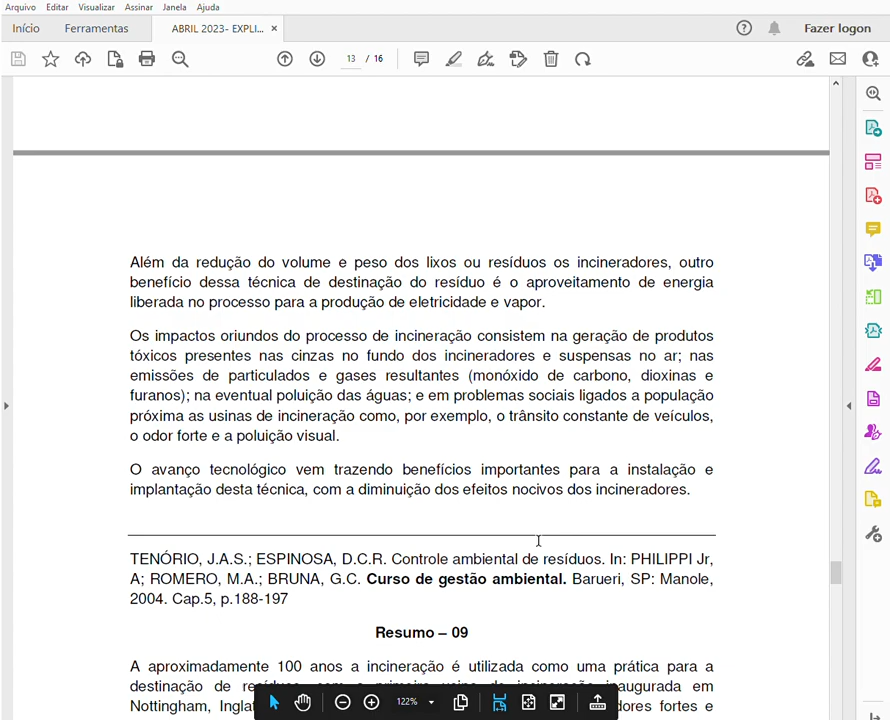 Arquivo Editar Visualizar Assinar Janela Ajuda
Início Ferramentas ABRIL 2023- EXPLI... × Fazer logon
13 / 16
Além da redução do volume e peso dos lixos ou resíduos os incineradores, outro
benefício dessa técnica de destinação do resíduo é o aproveitamento de energia
liberada no processo para a produção de eletricidade e vapor.
Os impactos oriundos do processo de incineração consistem na geração de produtos
tóxicos presentes nas cinzas no fundo dos incineradores e suspensas no ar; nas
emissões de particulados e gases resultantes (monóxido de carbono, dioxinas e
furanos); na eventual poluição das águas; e em problemas sociais ligados a população
próxima as usinas de incineração como, por exemplo, o trânsito constante de veículos,
o odor forte e a poluição visual.
O avanço tecnológico vem trazendo benefícios importantes para a instalação e
implantação desta técnica, com a diminuição dos efeitos nocivos dos incineradores.
TENÓRIO, J.A.S.; ESPINOSA, D.C.R. Controle ambiental de resíduos. In: PHILIPPI Jr,
A; ROMERO, M.A.; BRUNA, G.C. Curso de gestão ambiental. Barueri, SP: Manole,
2004. Cap.5, p.188-197
Resumo – 09
A aproximadamente 100 anos a incineração é utilizada como uma prática para a
destinação de inaugurada em
Nottingham, fortes e
122%